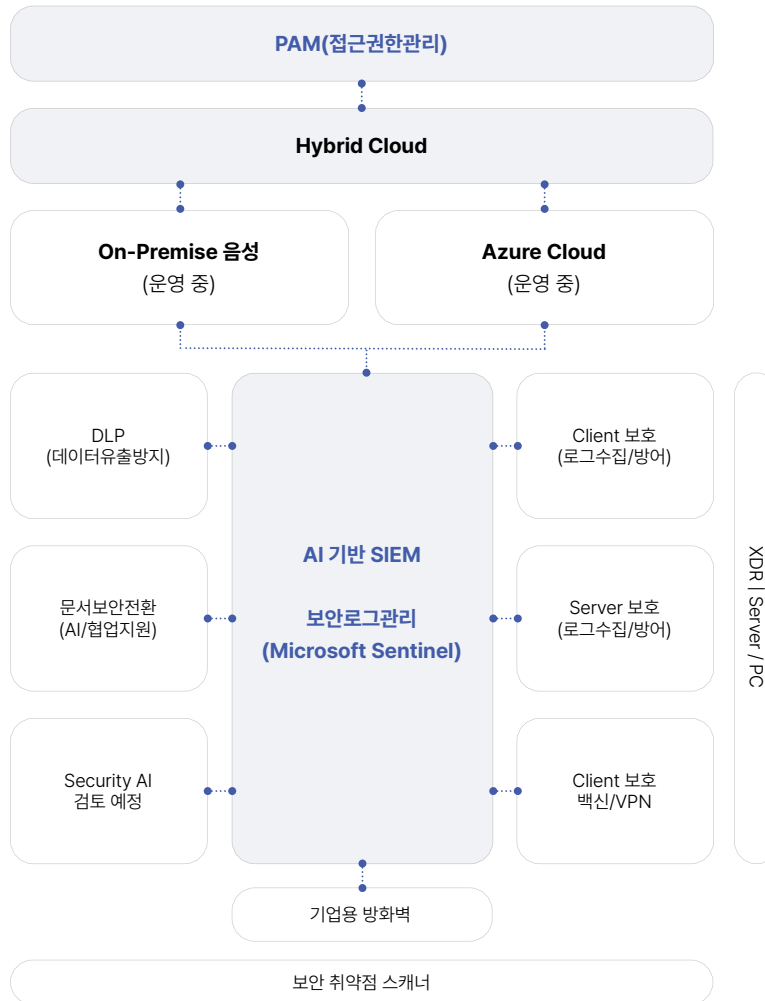 PAM(접근권한관리)
Hybrid Cloud
On-Premise 음성
(운영 중)
Azure Cloud
(운영 중)
DLP
(데이터유출방지)
문서보안전환
(AI/협업지원)
Security AI
검토 예정
AI 기반 SIEM
보안로그관리
(Microsoft Sentinel)
Client 보호
(로그수집/방어)
Server 보호
(로그수집/방어)
Client 보호
백신/VPN
XDR | Server / PC
기업용 방화벽
보안 취약점 스캐너